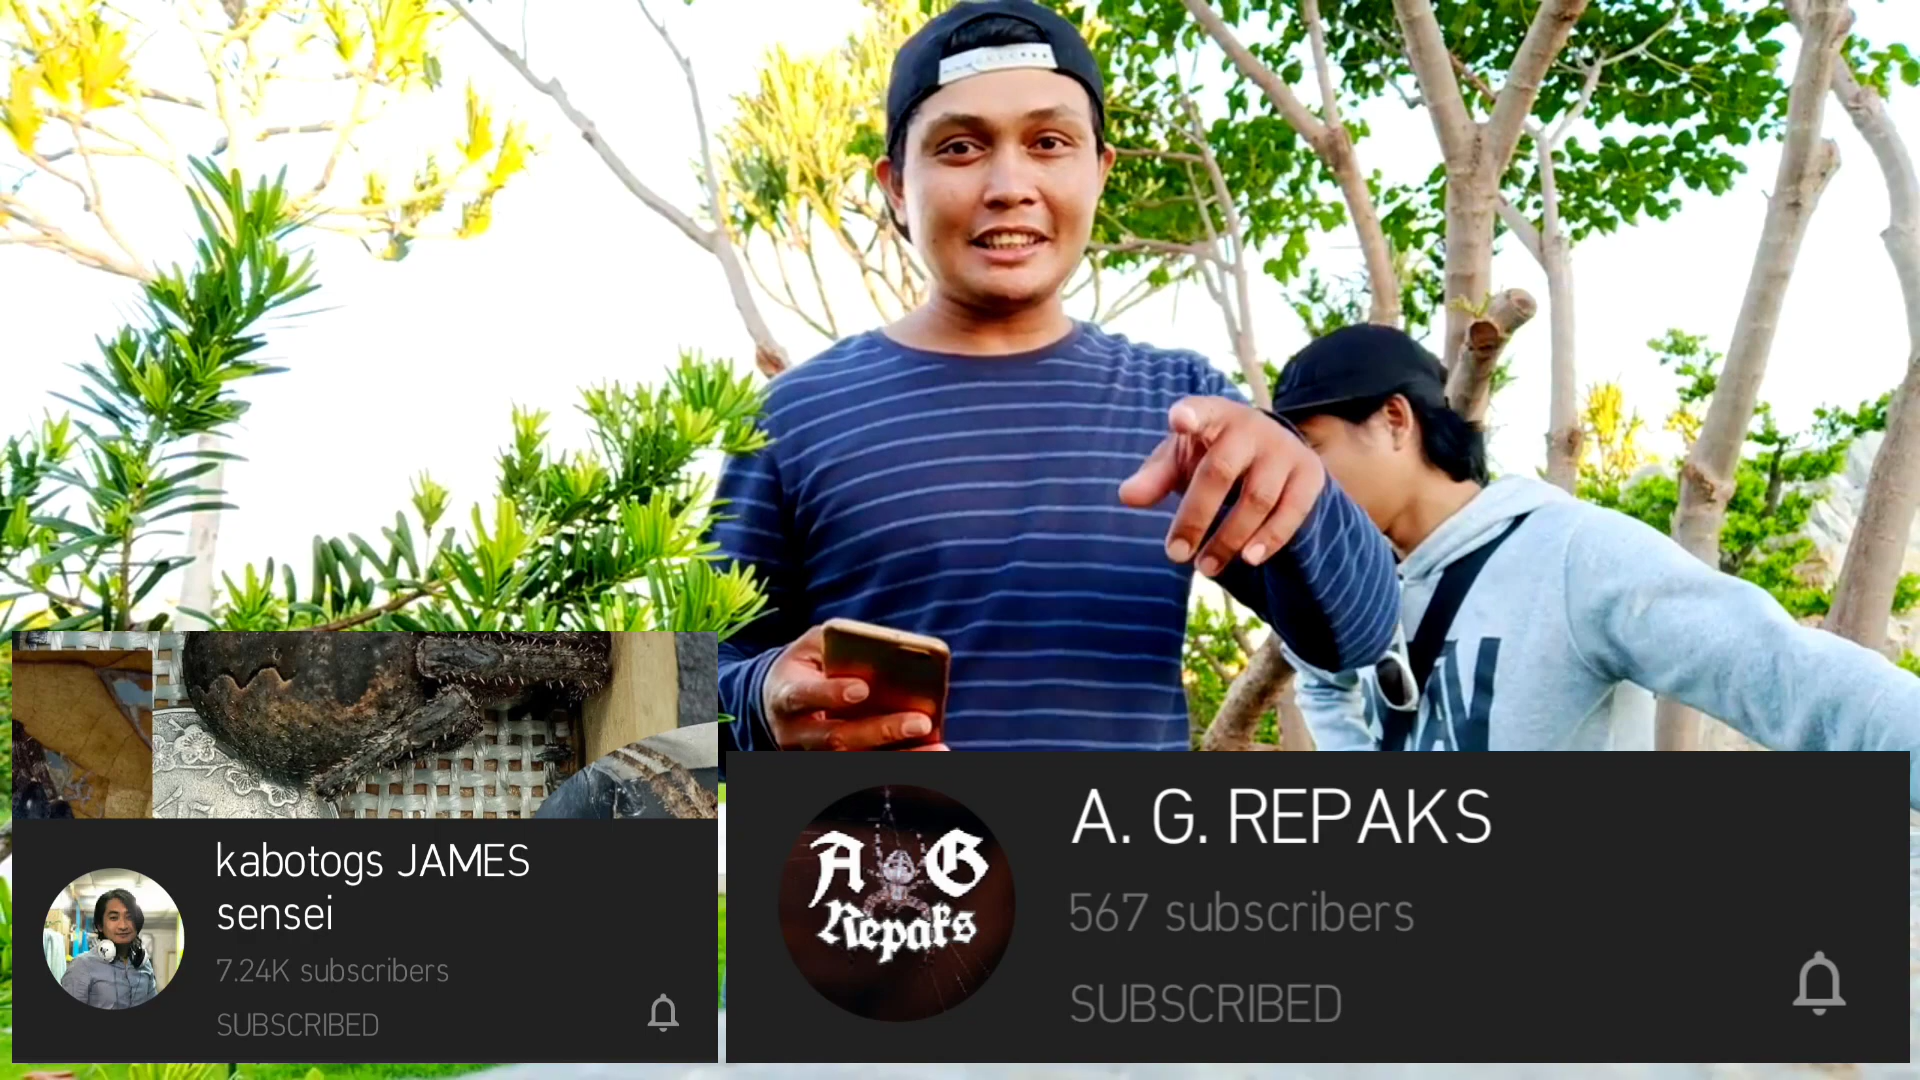 kabotogs JAMES
sensei
7.24K subscribers
SUBSCRIBED
A G
Repaks
A. G. REPAKS
567 subscribers
SUBSCRIBED